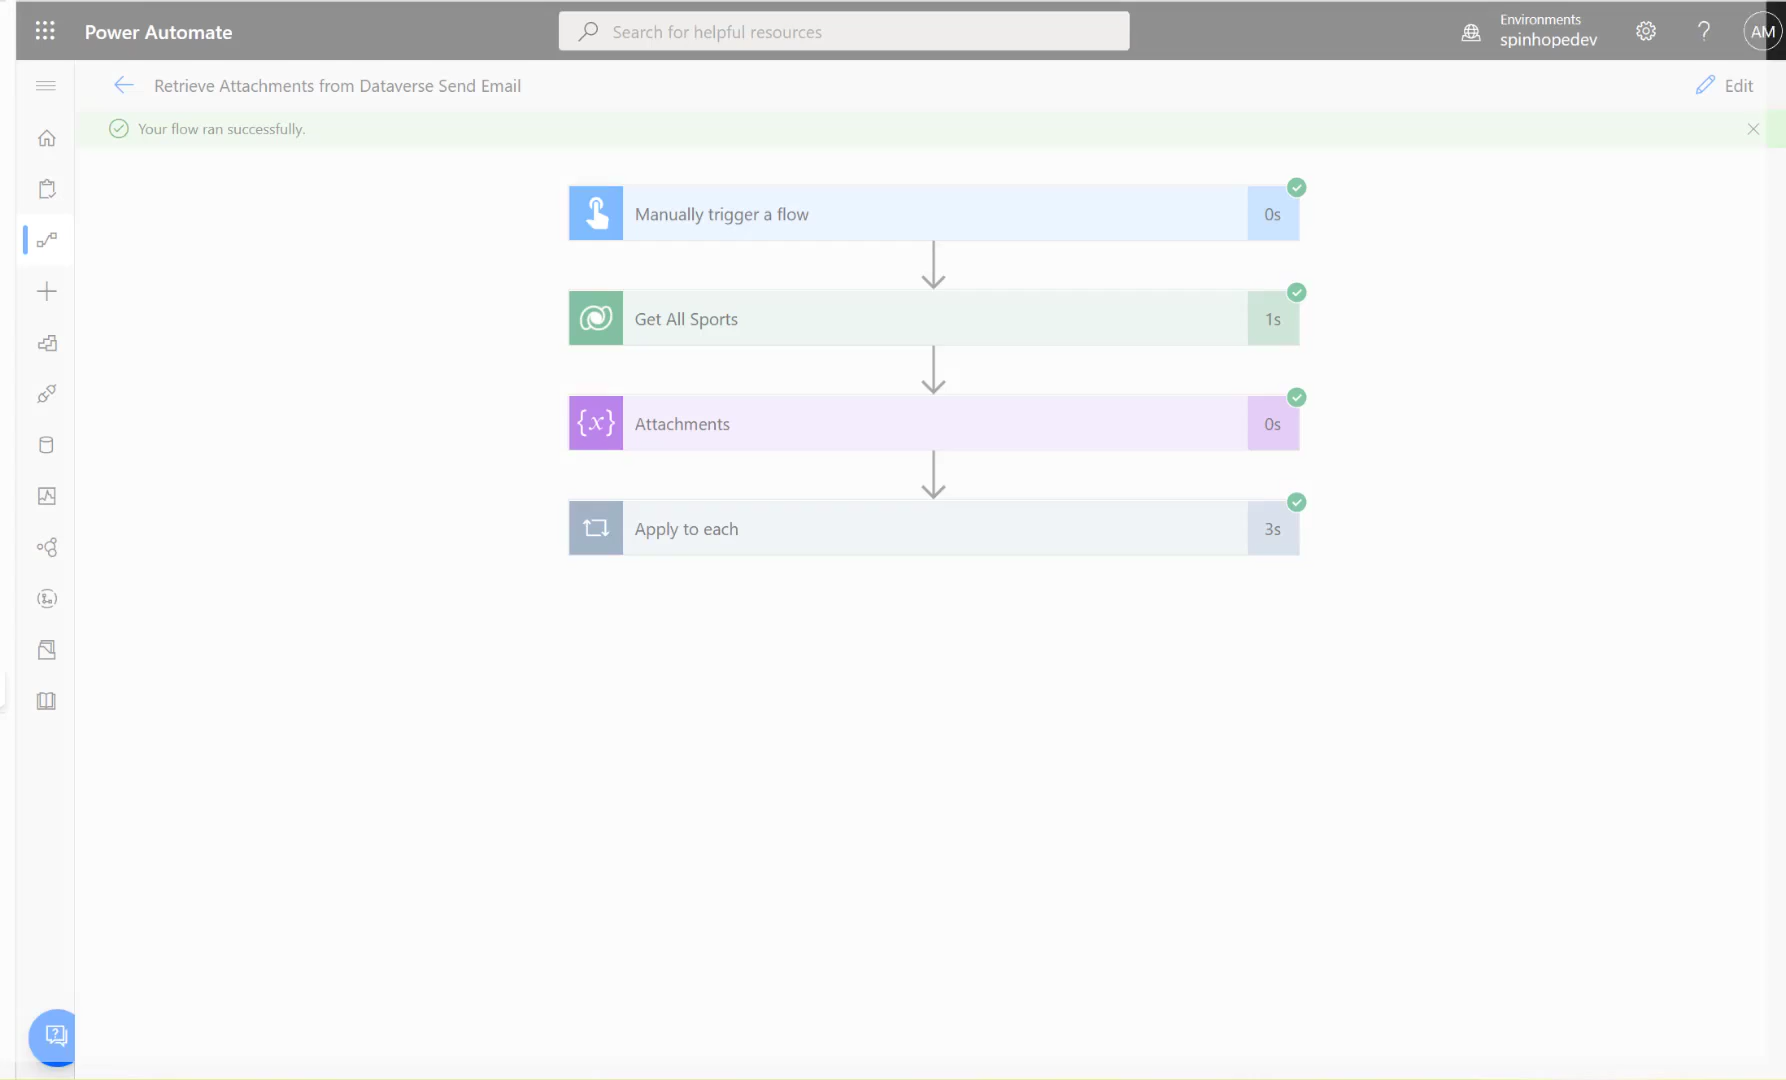 Power Automate
Search for helpful resources
Environments
spinhopedev
?
AM
Retrieve Attachments from Dataverse Send Email
Edit
Your flow ran successfully.
Manually trigger a flow
0s
Get All Sports
1s
{x}
Attachments
0s
Apply to each
3s